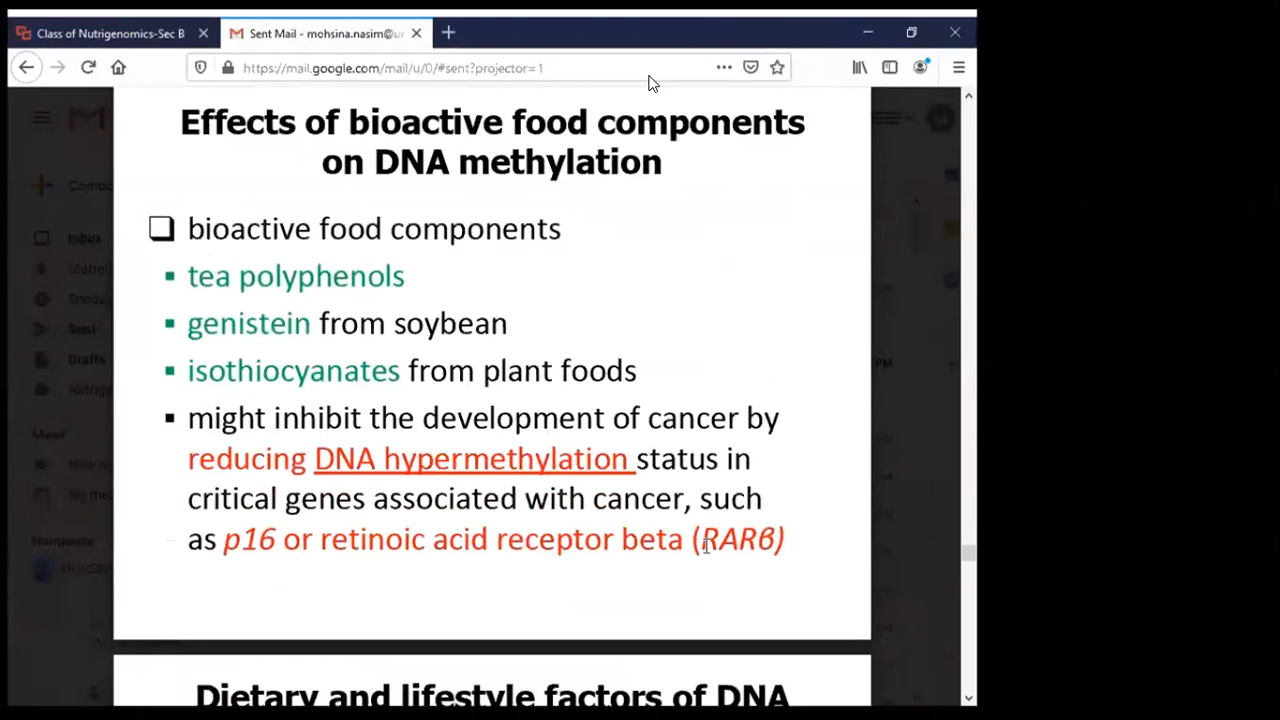 Class of Nutrigenomics-Sec B
Sent Mail - mohsina.nasim@
https://mail.google.com/mail/u/0/#sent?projector=1
Effects of bioactive food components
on DNA methylation
bioactive food components
tea polyphenols
genistein from soybean
isothiocyanates from plant foods
might inhibit the development of cancer by
reducing DNA hypermethylation status in
critical genes associated with cancer, such
as p16 or retinoic acid receptor beta (RARβ)
Dietary and lifestyle factors of DNA
Inbox
Drafts
PM